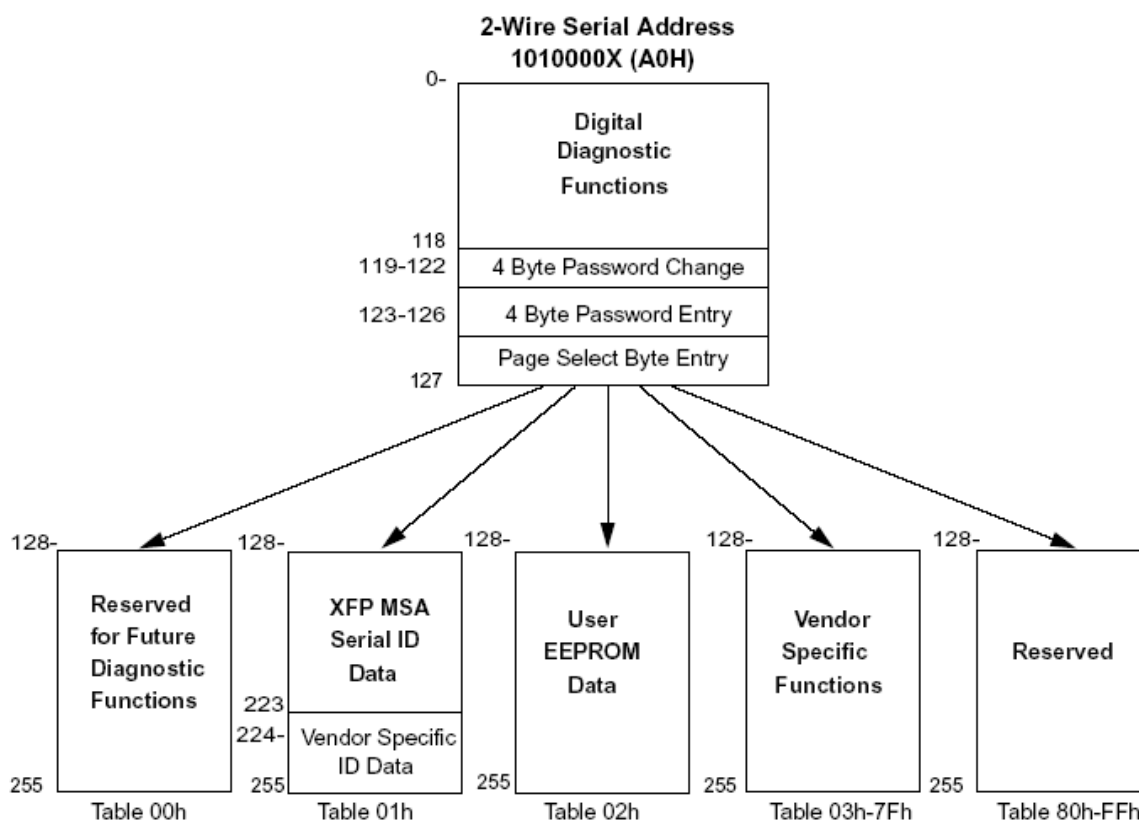 2-Wire Serial Address
1010000X (A0H)
0-
Digital
Diagnostic
Functions
118
119-122
4 Byte Password Change
123-126
4 Byte Password Entry
Page Select Byte Entry
127
128-
Reserved
for Future
Diagnostic
Functions
255
Table 00h
128-
XFP MSA
Serial ID
Data
223
224-
Vendor Specific
ID Data
255
Table 01h
128-
User
EEPROM
Data
255
Table 02h
128-
Vendor
Specific
Functions
255
Table 03h-7Fh
128-
Reserved
255
Table 80h-FFh